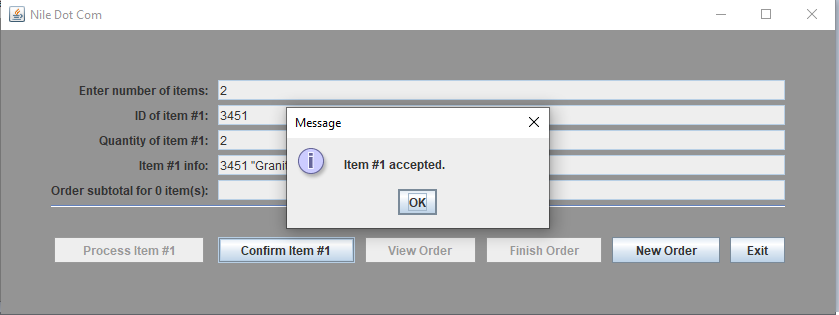 Nile Dot Com
Enter number of items: 2
ID of item #1: 3451
Quantity of item #1: 2
Item #1 info: 3451
Order subtotal for 0 item(s):
Message
Item #1 accepted.
OK
Process Item #1 Confirm Item #1 View Order Finish Order New Order Exit